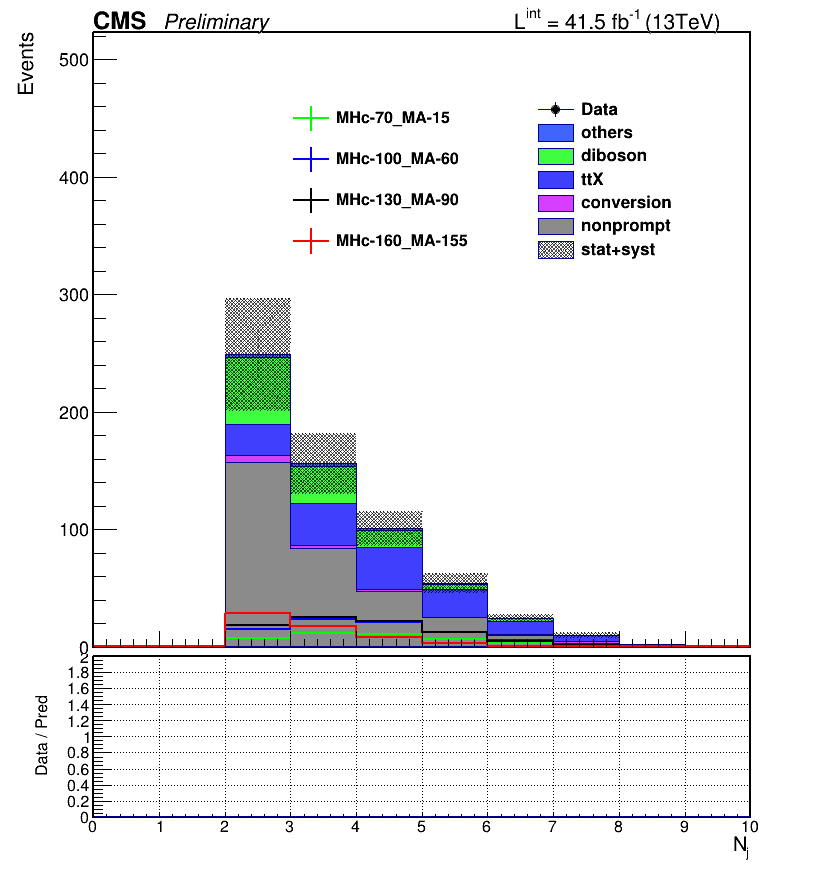 CMS Preliminary L^int = 41.5 fb^-1 (13TeV)
Events
500
400
300
200
100
0
MHc-70_MA-15
MHc-100_MA-60
MHc-130_MA-90
MHc-160_MA-155
Data
others
diboson
ttX
conversion
nonprompt
stat+syst
Data / Pred
2
1.8
1.6
1.4
1.2
1
0.8
0.6
0.4
0.2
0
0 1 2 3 4 5 6 7 8 9 10
N_j